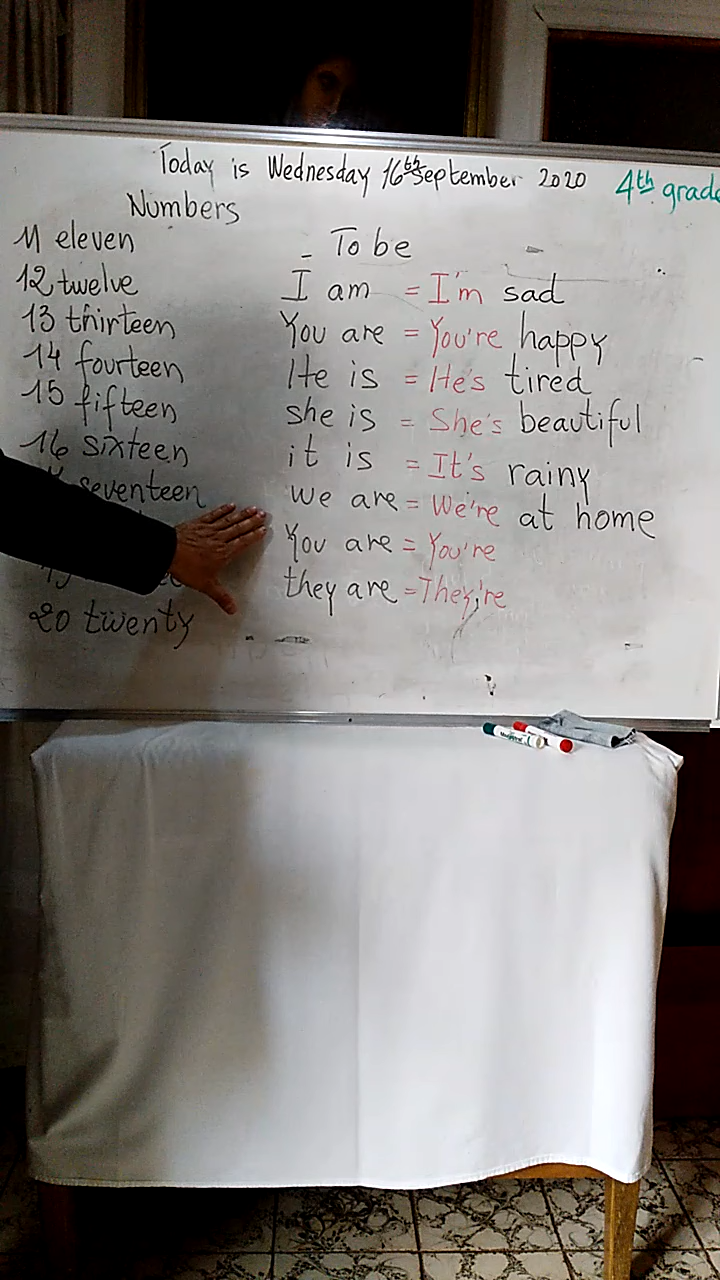 Today is Wednesday 16th September 2020
4th grade
Numbers
11 eleven
12 twelve
13 thirteen
14 fourteen
15 fifteen
16 sixteen
seventeen
20 twenty
To be
I am = I'm sad
You are = You're happy
He is = He's tired
she is = She's beautiful
it is = It's rainy
we are = We're at home
You are = You're
they are = They're